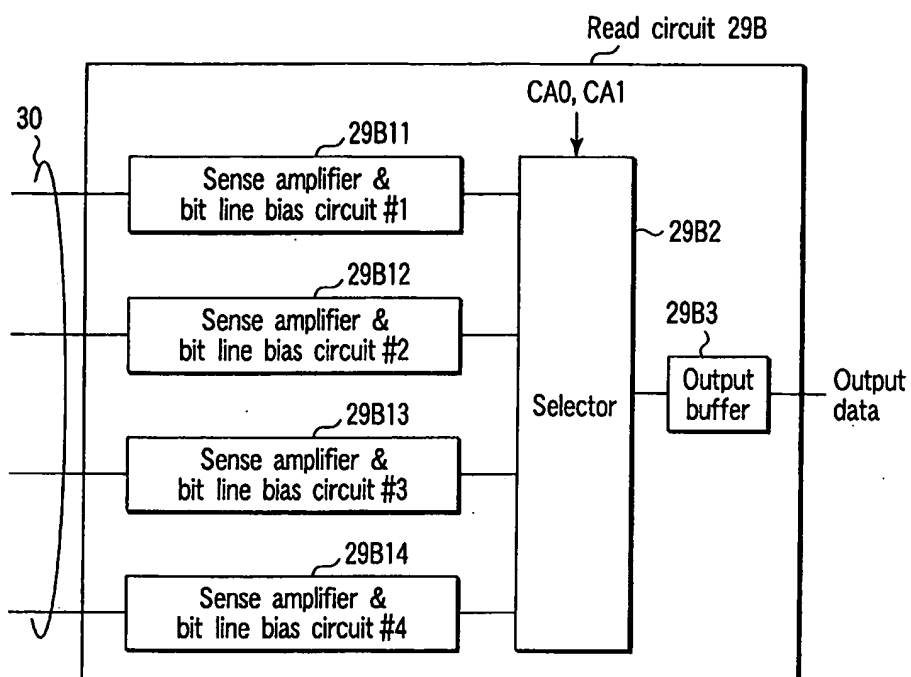 Read circuit 29B
CA0, CA1
30
29B11
Sense amplifier &
bit line bias circuit #1
29B2
29B12
Sense amplifier &
bit line bias circuit #2
29B3
Output
buffer
Output
data
Selector
29B13
Sense amplifier &
bit line bias circuit #3
29B14
Sense amplifier &
bit line bias circuit #4